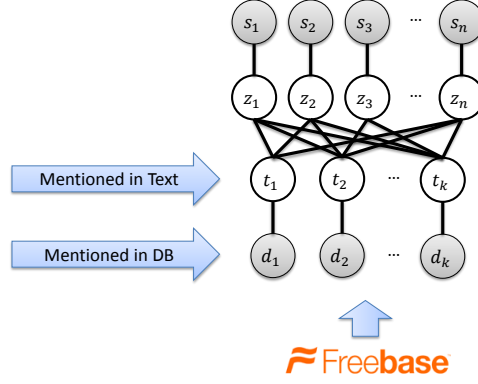 s₁ s₂ s₃ ... sₙ
z₁ z₂ z₃ ... zₙ
Mentioned in Text
t₁ t₂ ... tₖ
Mentioned in DB
d₁ d₂ ... dₖ
Freebase